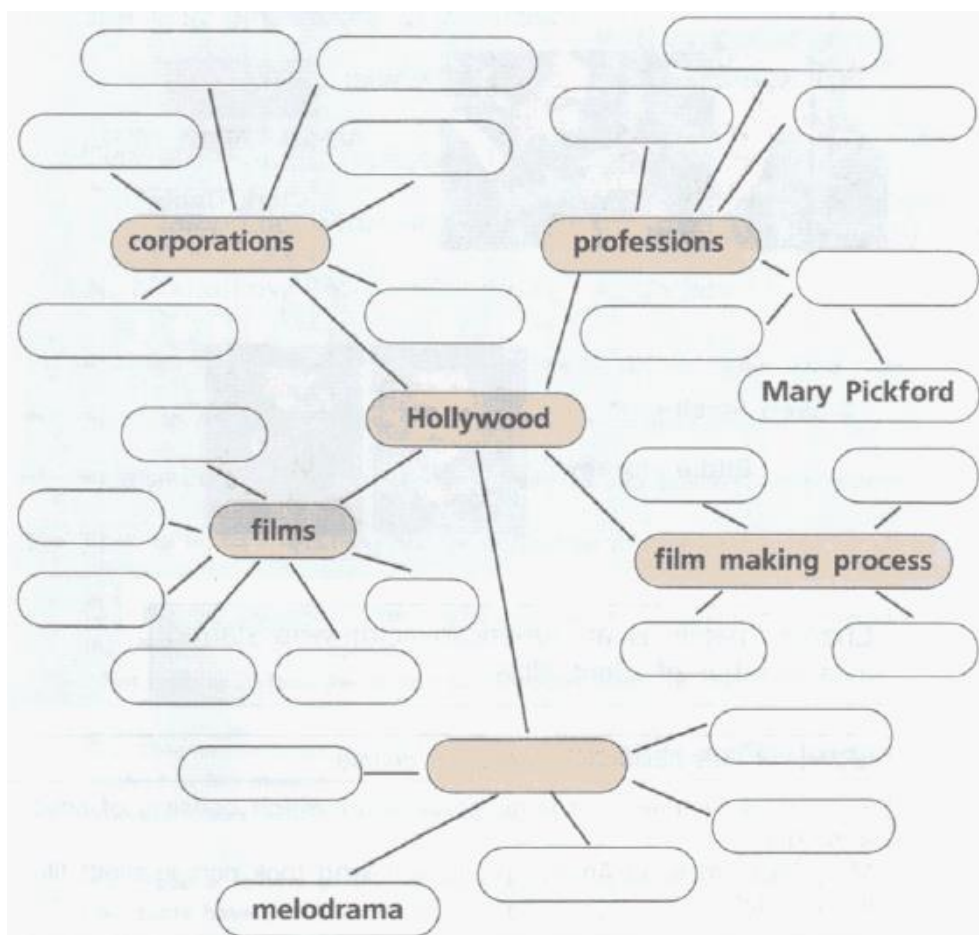 corporations
professions
Mary Pickford
Hollywood
films
film making process
melodrama